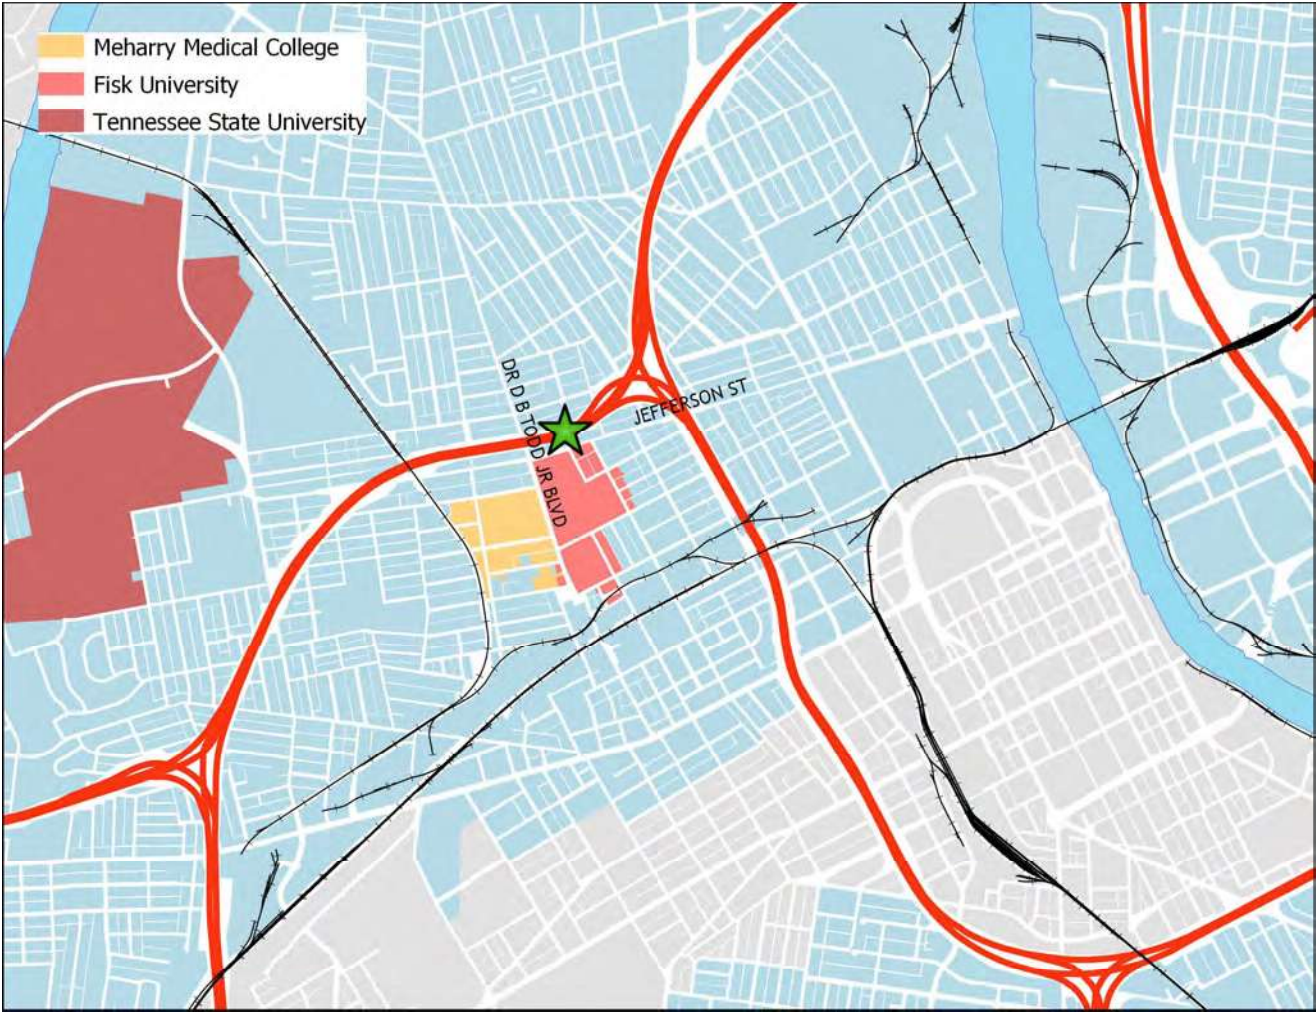 Meharry Medical College
Fisk University
Tennessee State University
DR D B TODD JR BLVD
JEFFERSON ST